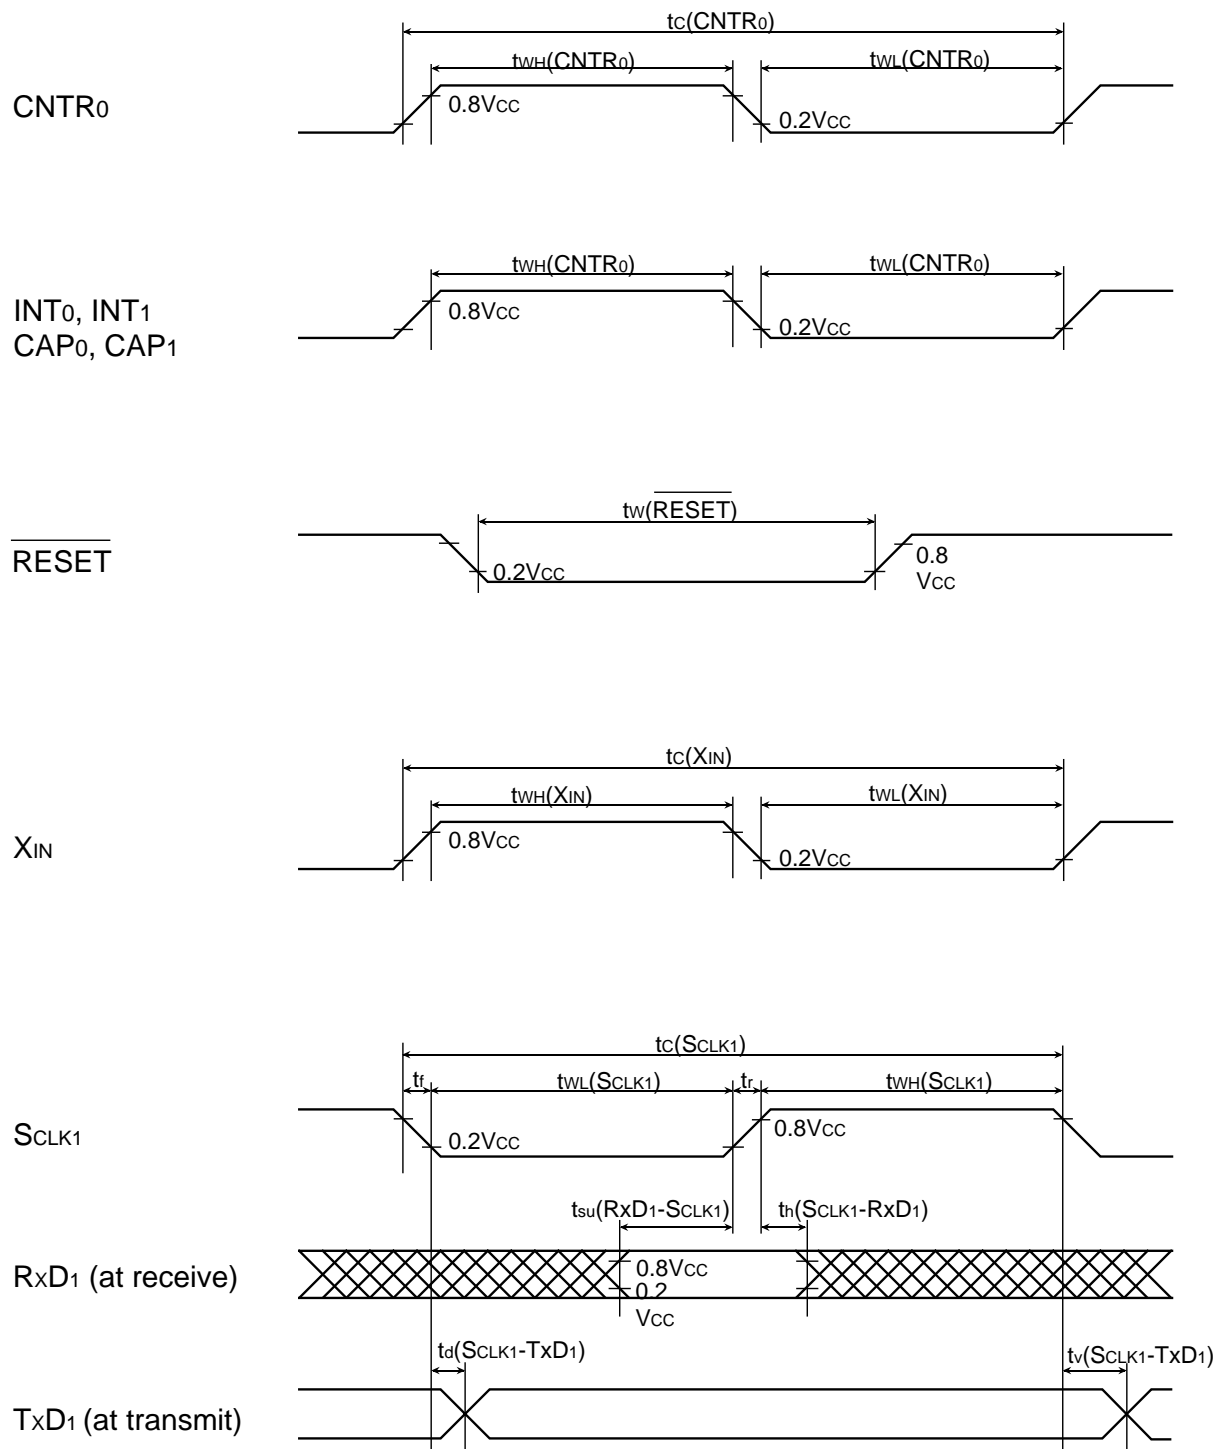 tC(CNTR0)
tWH(CNTR0) tWL(CNTR0)
CNTR0
0.8VCC
0.2VCC
tWH(CNTR0) tWL(CNTR0)
INT0, INT1
CAP0, CAP1
0.8VCC
0.2VCC
tW(RESET)
RESET
0.2VCC
0.8
VCC
tC(XIN)
tWH(XIN) tWL(XIN)
XIN
0.8VCC
0.2VCC
tC(SCLK1)
tf tWL(SCLK1) tr tWH(SCLK1)
SCLK1
0.2VCC
0.8VCC
tsu(RxD1-SCLK1) th(SCLK1-RxD1)
RXD1 (at receive)
0.8VCC
0.2
VCC
td(SCLK1-TxD1) tv(SCLK1-TxD1)
TXD1 (at transmit)